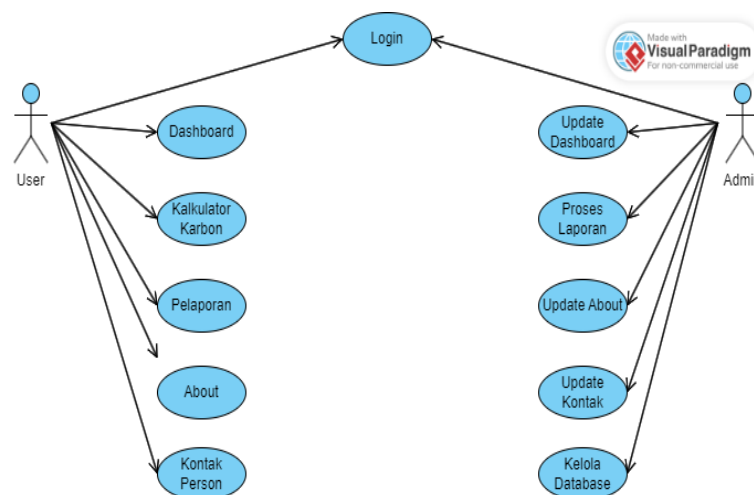 Login
Made with
Visual Paradigm
For non-commercial use
Dashboard
Update
Dashboard
User
Admi
Kalkulator
Karbon
Proses
Laporan
Pelaporan
Update About
About
Update
Kontak
Kontak
Person
Kelola
Database